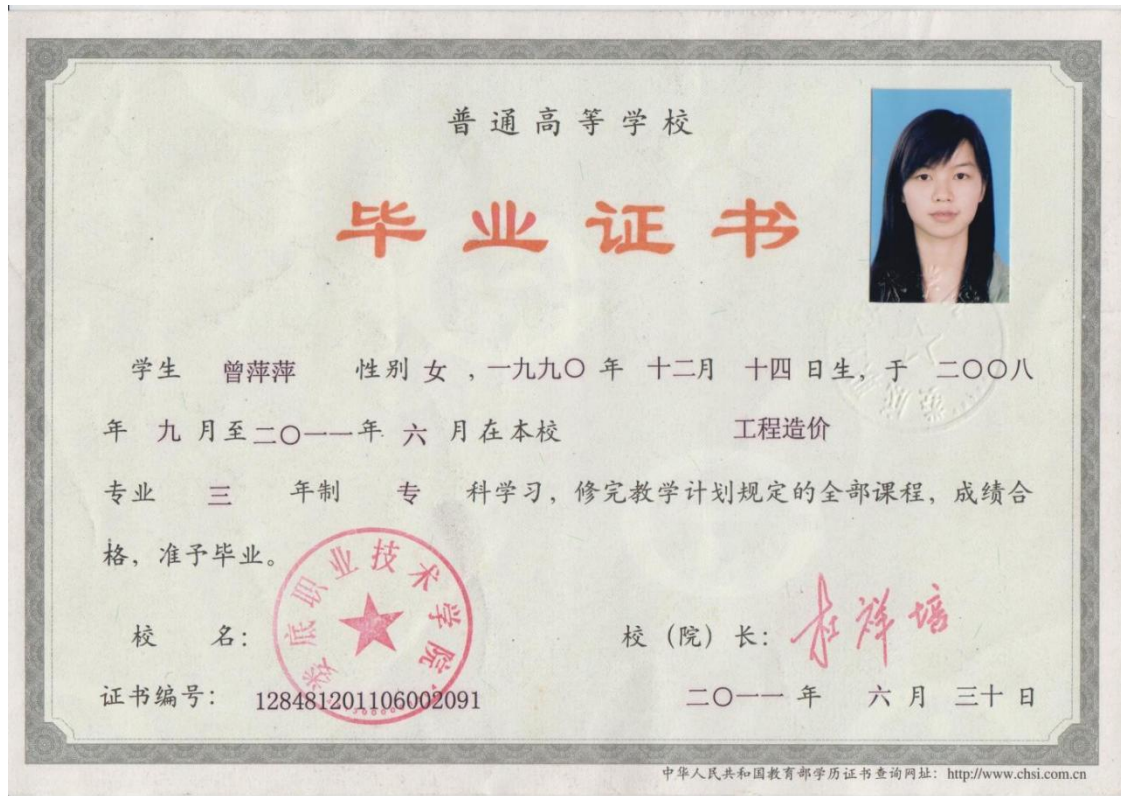 普通高等学校
毕业证书
学生 曾萍萍 性别 女 ，一九九〇 年 十二月 十四 日生，于 二〇〇八
年 九 月至 二〇一一 年 六 月在本校 工程造价
专业 三 年制 专 科学习，修完教学计划规定的全部课程，成绩合
格，准予毕业。
娄底职业技术学院
校 名： 校（院）长： 杜祥培
证书编号： 128481201106002091 二〇一一 年 六 月 三十 日
中华人民共和国教育部学历证书查询网址：http://www.chsi.com.cn